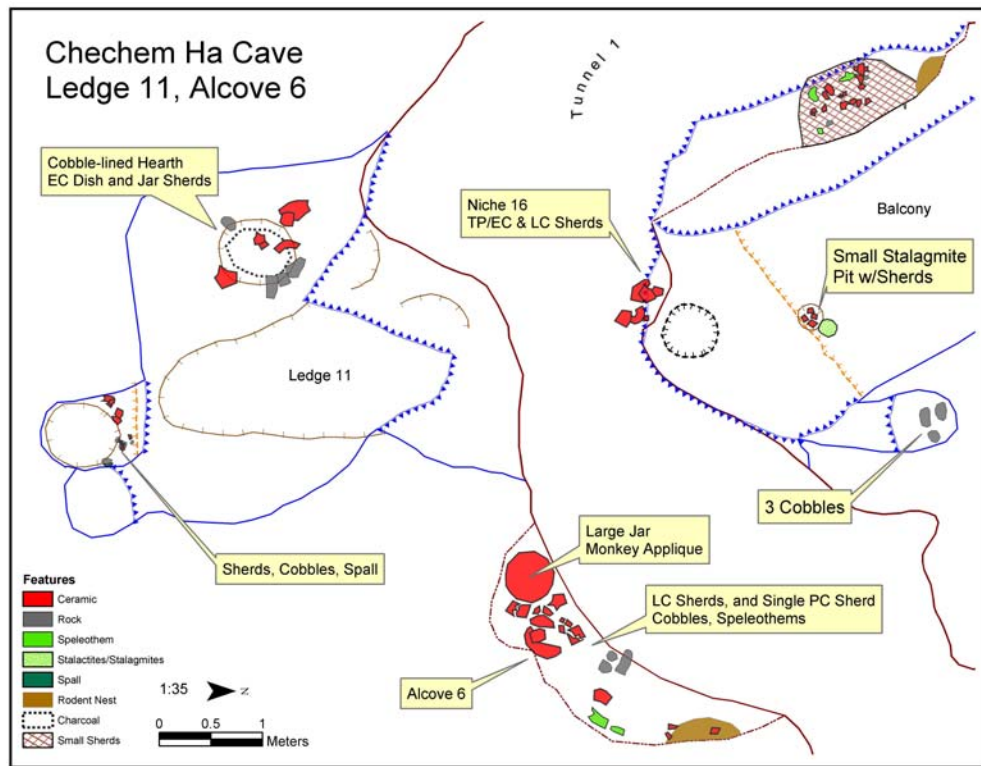 Chechem Ha Cave
Ledge 11, Alcove 6
Tunnel 1
Cobble-lined Hearth
EC Dish and Jar Sherds
Niche 16
TP/EC & LC Sherds
Balcony
Small Stalagmite
Pit w/Sherds
Ledge 11
3 Cobbles
Large Jar
Monkey Applique
Sherds, Cobbles, Spall
LC Sherds, and Single PC Sherd
Cobbles, Speleothems
Alcove 6
Features
Ceramic
Rock
Speleothem
Stalactites/Stalagmites
Spall
Rodent Nest
Charcoal
Small Sherds
1:35
N
0 0.5 1
Meters